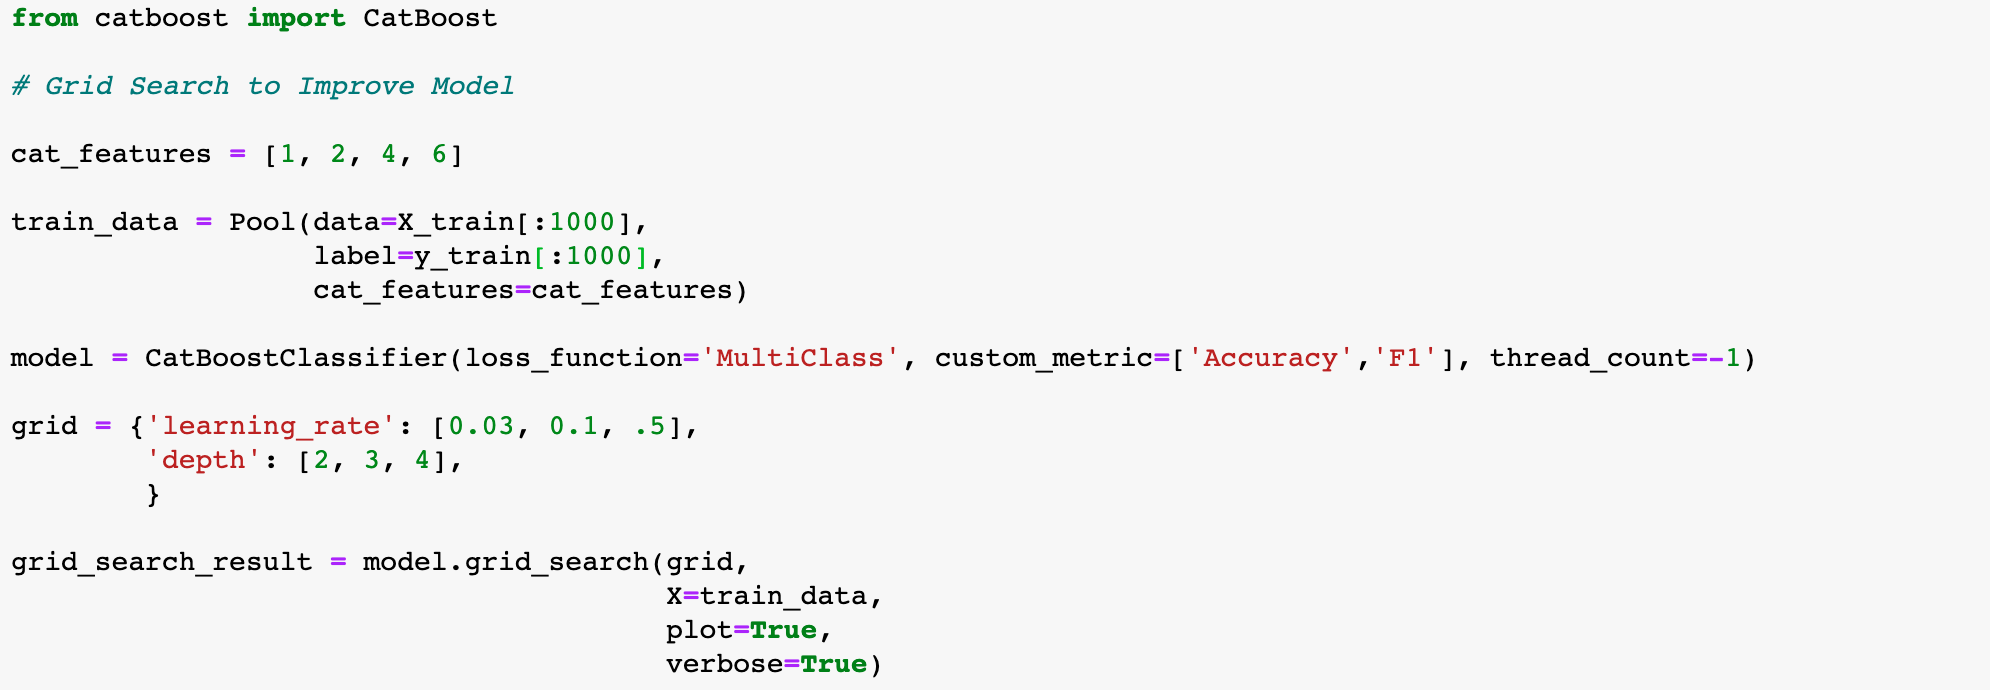 from catboost import CatBoost
# Grid Search to Improve Model
cat_features = [1, 2, 4, 6]
train_data = Pool(data=X_train[:1000],
                  label=y_train[:1000],
                  cat_features=cat_features)
model = CatBoostClassifier(loss_function='MultiClass', custom_metric=['Accuracy','F1'], thread_count=-1)
grid = {'learning_rate': [0.03, 0.1, .5],
        'depth': [2, 3, 4],
        }
grid_search_result = model.grid_search(grid,
                                       X=train_data,
                                       plot=True,
                                       verbose=True)